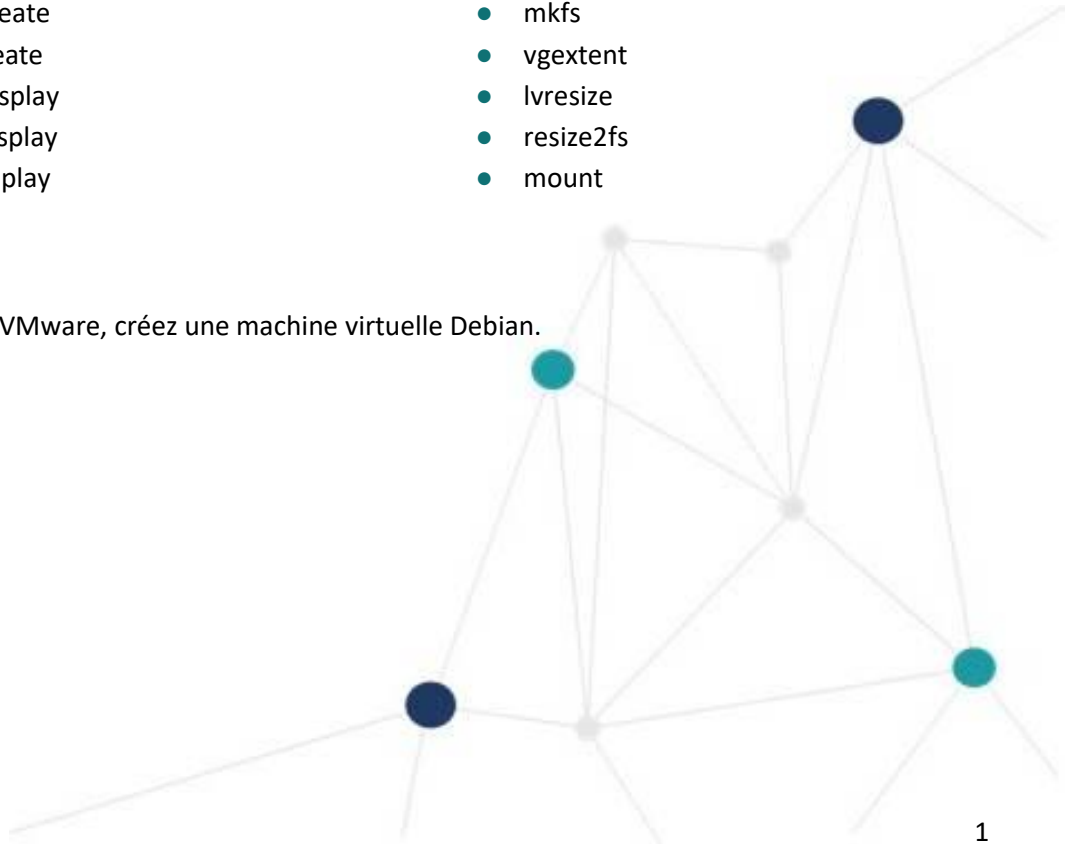 eate
● mkfs
eate
● vgextent
splay
● lvresize
splay
● resize2fs
play
● mount
VMware, créez une machine virtuelle Debian.
1